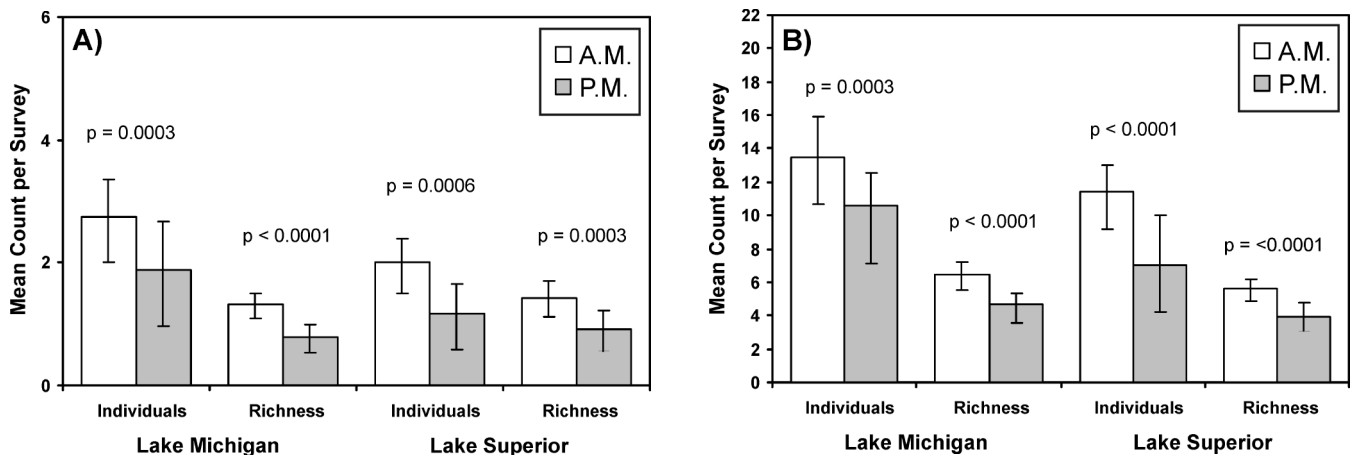 A)
A.M.
P.M.
Mean Count per Survey
6
4
2
0
p = 0.0003
p < 0.0001
p = 0.0006
p = 0.0003
Individuals
Richness
Individuals
Richness
Lake Michigan
Lake Superior
B)
A.M.
P.M.
Mean Count per Survey
22
20
18
16
14
12
10
8
6
4
2
0
p = 0.0003
p < 0.0001
p < 0.0001
p = <0.0001
Individuals
Richness
Individuals
Richness
Lake Michigan
Lake Superior